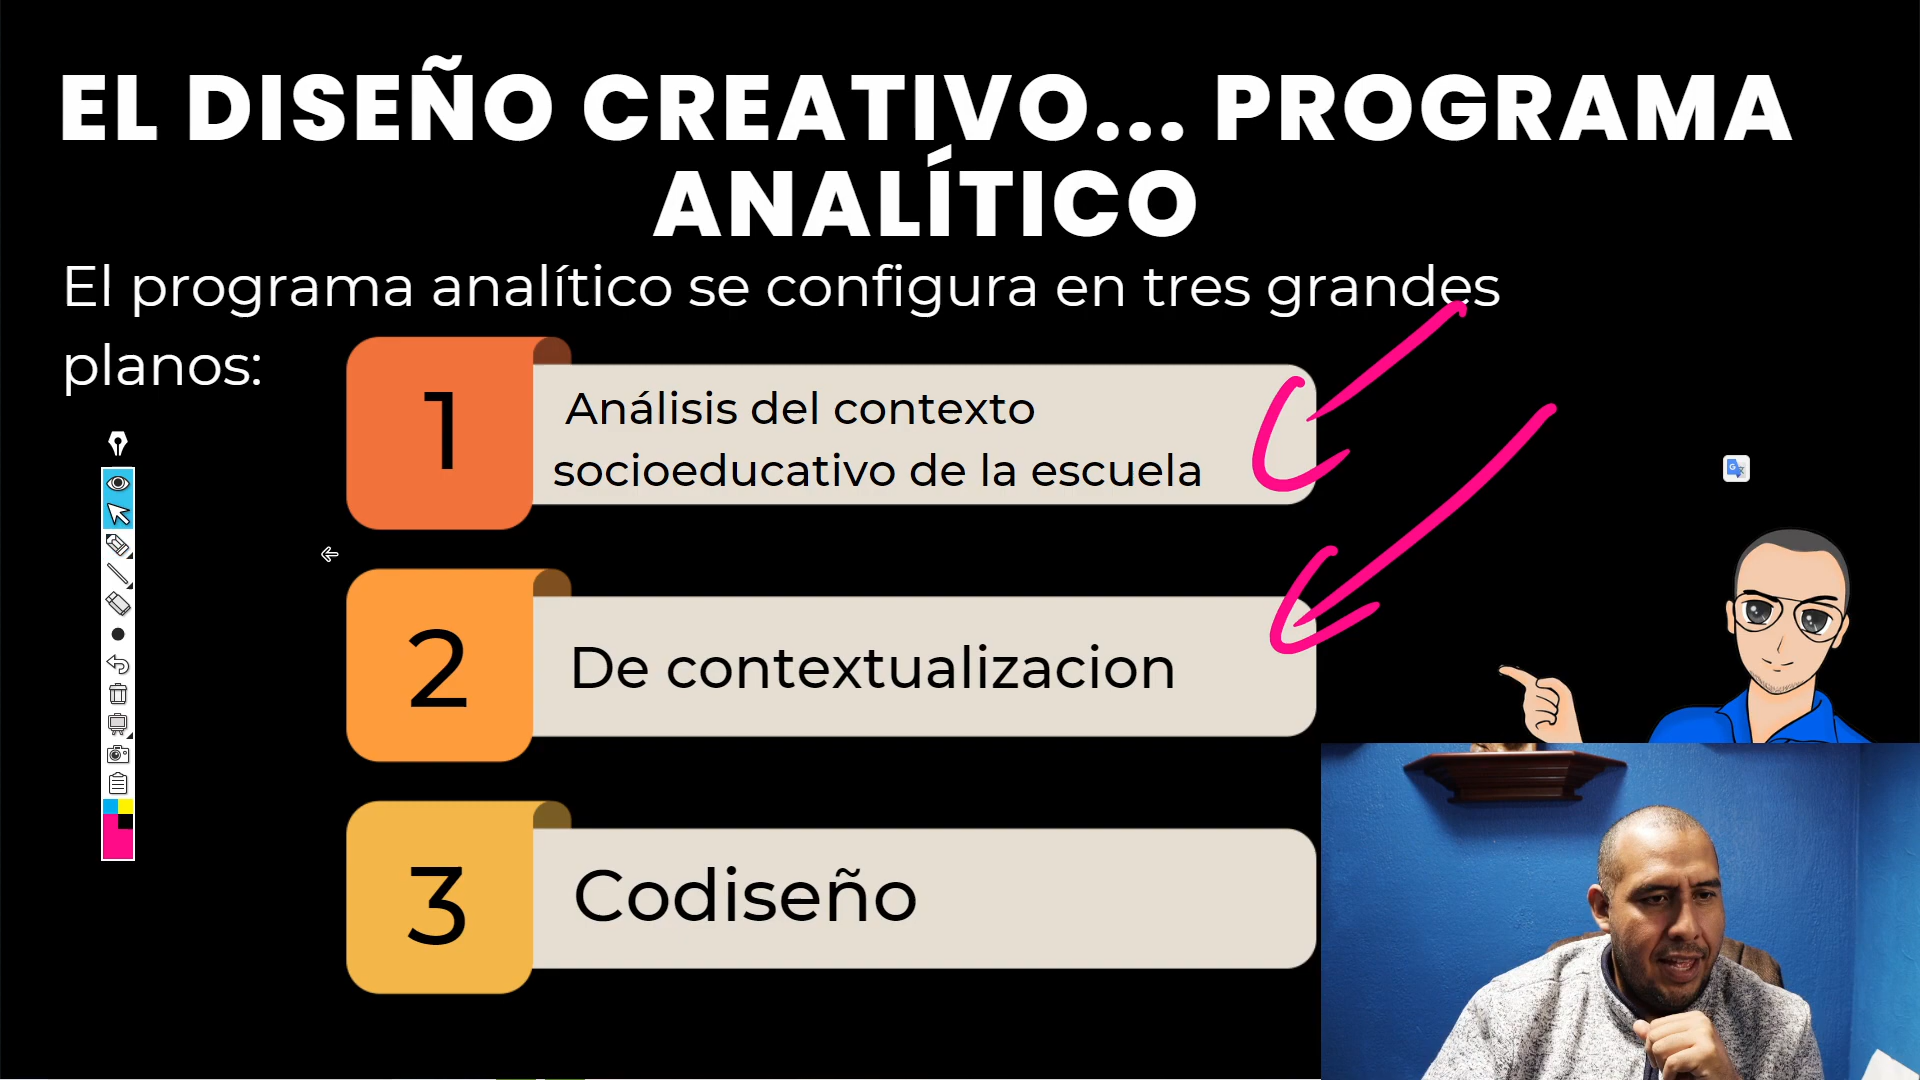 EL DISEÑO CREATIVO... PROGRAMA
ANALÍTICO
El programa analítico se configura en tres grandes
planos:
1
Análisis del contexto
socioeducativo de la escuela
2
De contextualizacion
3
Codiseño